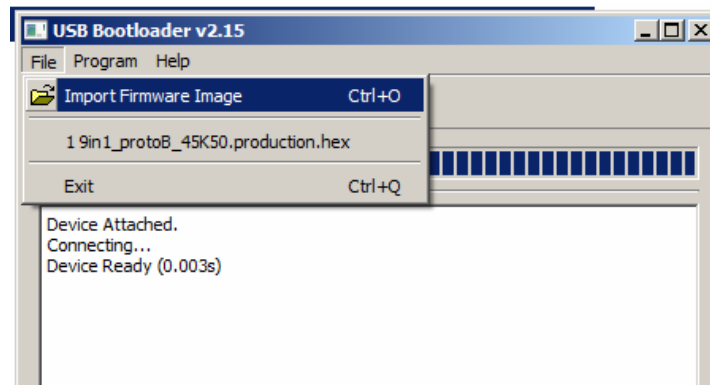 USB Bootloader v2.15
File Program Help
Import Firmware Image Ctrl+O
1 9in1_protoB_45K50.production.hex
Exit Ctrl+Q
Device Attached.
Connecting...
Device Ready (0.003s)